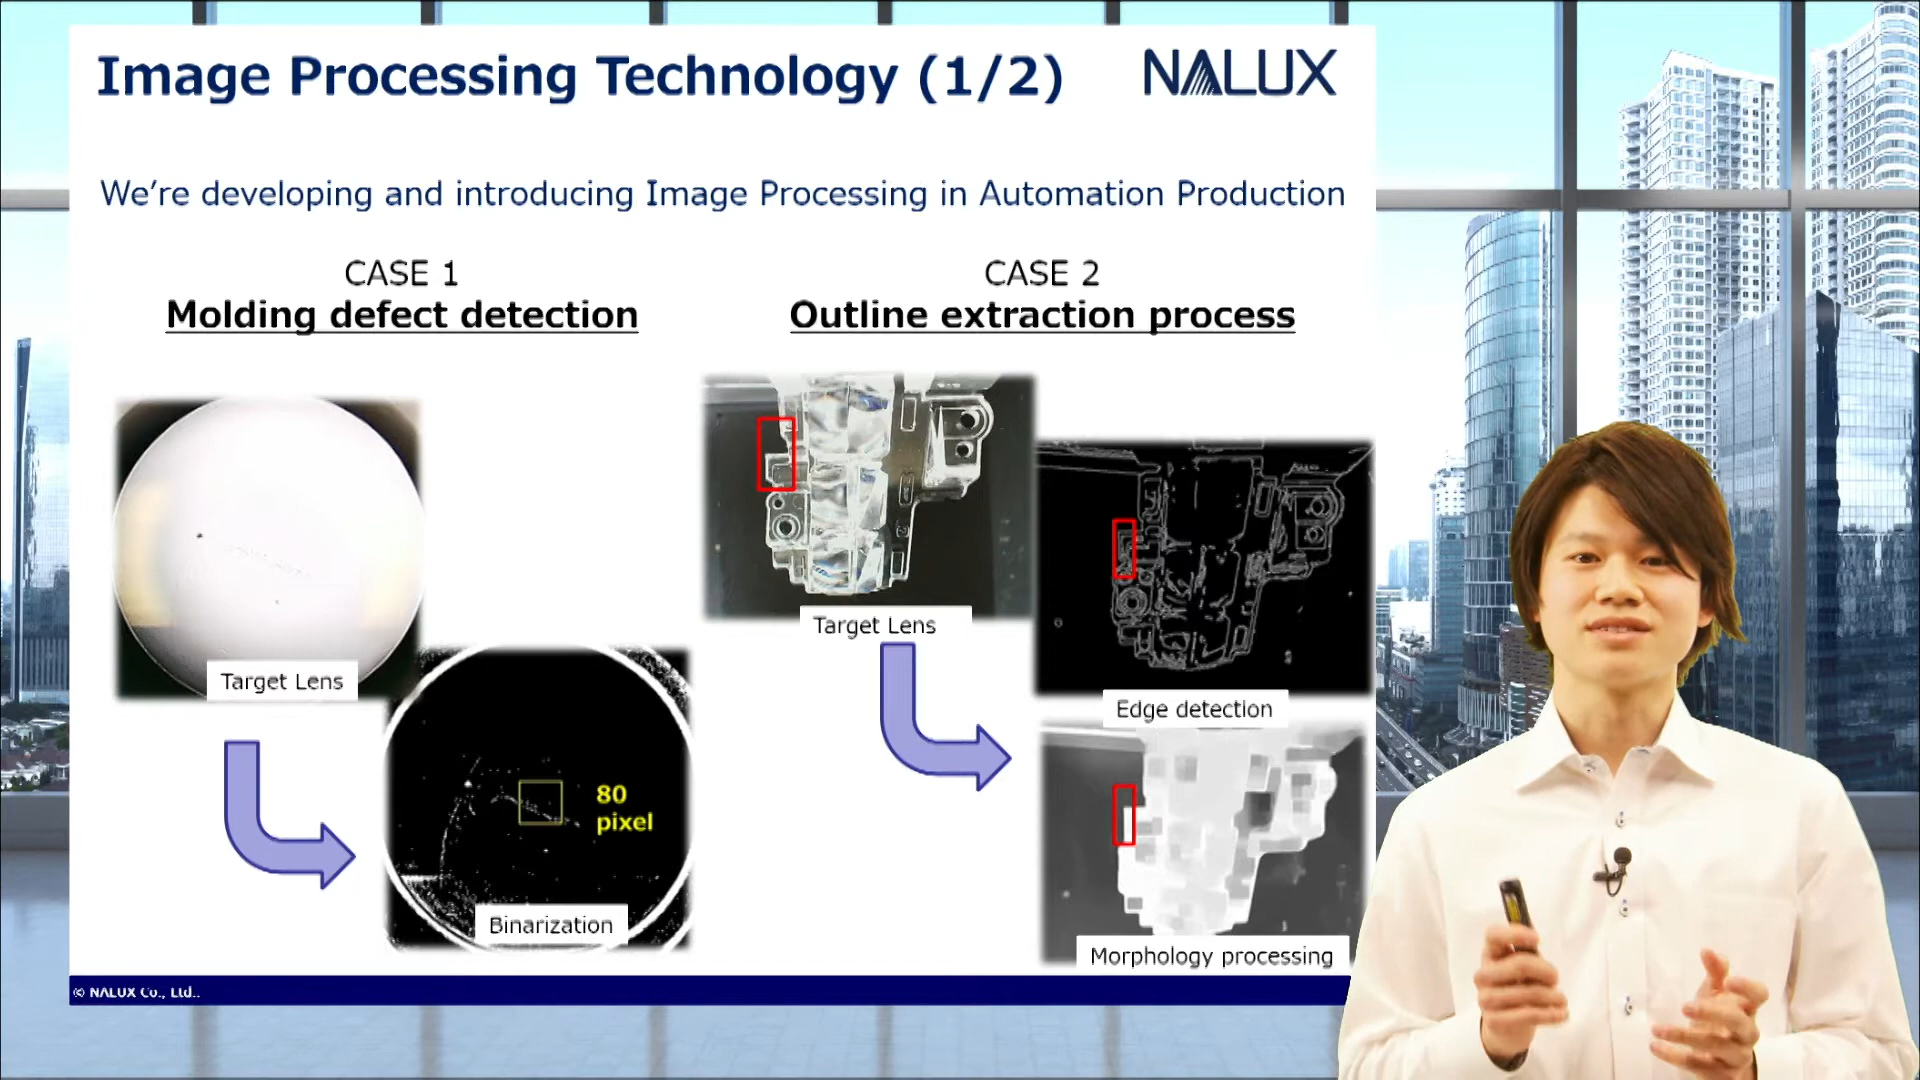 Image Processing Technology (1/2)
NALUX
We're developing and introducing Image Processing in Automation Production
CASE 1
Molding defect detection
CASE 2
Outline extraction process
Target Lens
80
pixel
Binarization
Target Lens
Edge detection
Morphology processing
© NALUX Co., Ltd..